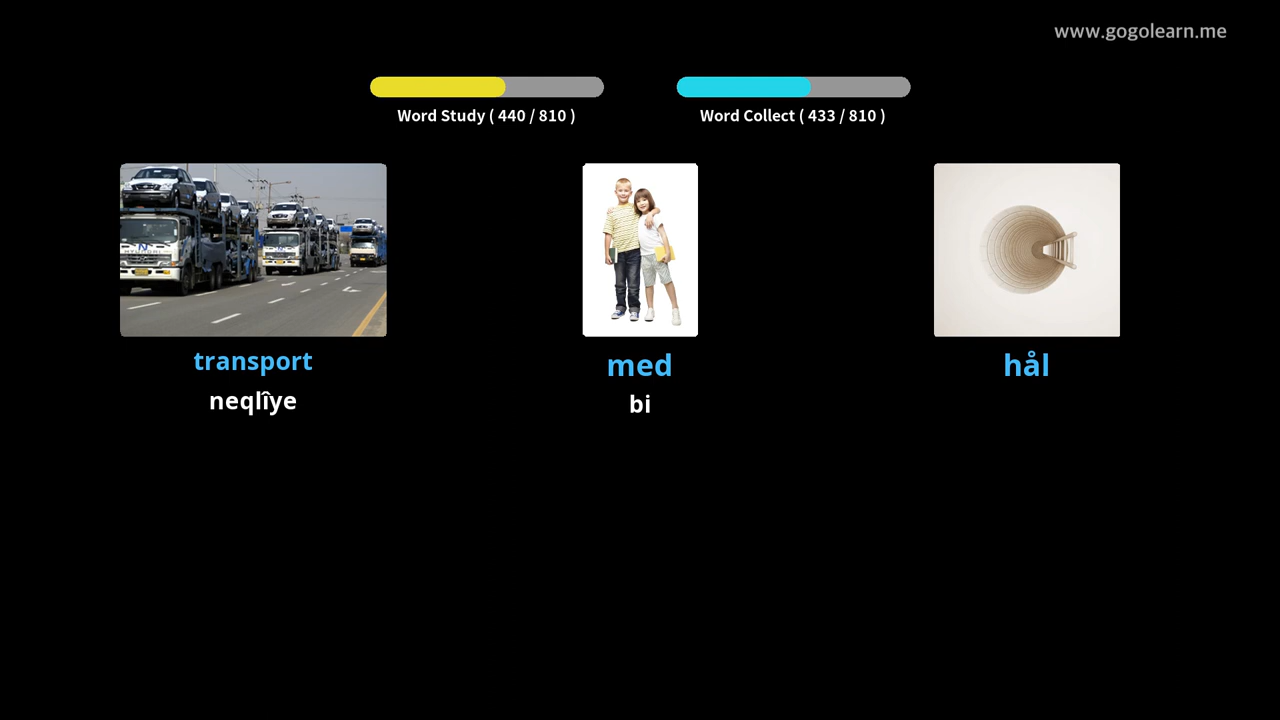 www.gogolearn.me
Word Study ( 440 / 810 )
Word Collect ( 433 / 810 )
transport
med
hål
neqlîye
bi